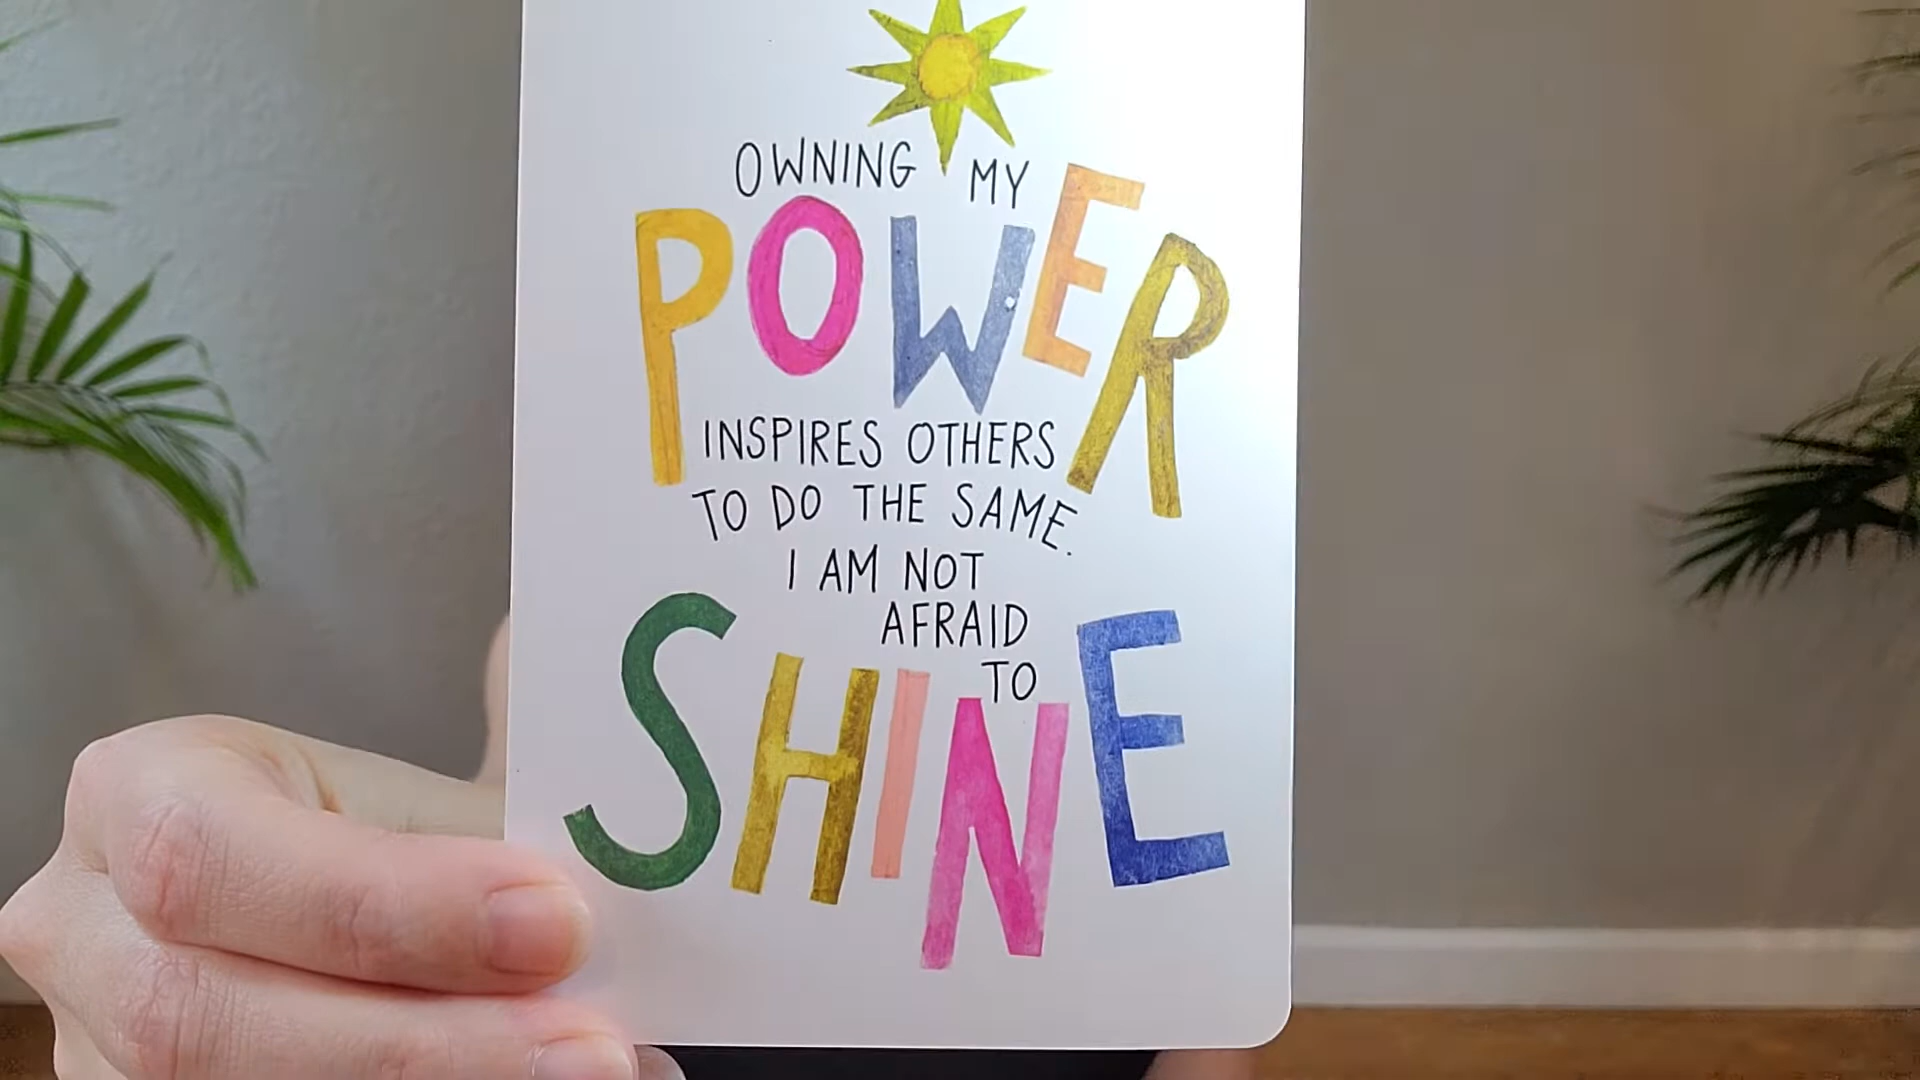 OWNING MY
POWER
INSPIRES OTHERS
TO DO THE SAME.
I AM NOT
AFRAID
TO
SHINE